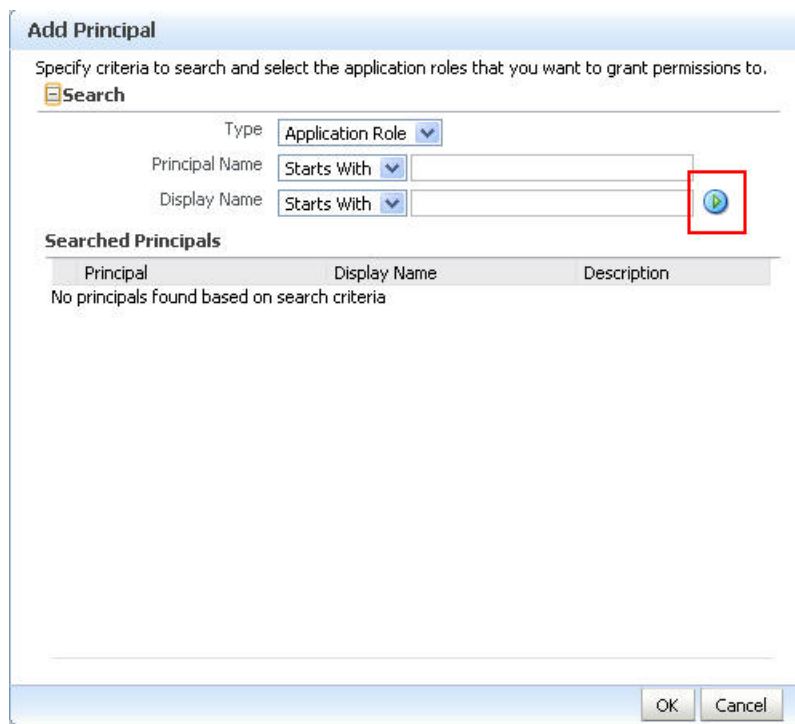 Add Principal
Specify criteria to search and select the application roles that you want to grant permissions to.
Search
Type Application Role
Principal Name Starts With
Display Name Starts With
Searched Principals
Principal Display Name Description
No principals found based on search criteria
OK Cancel